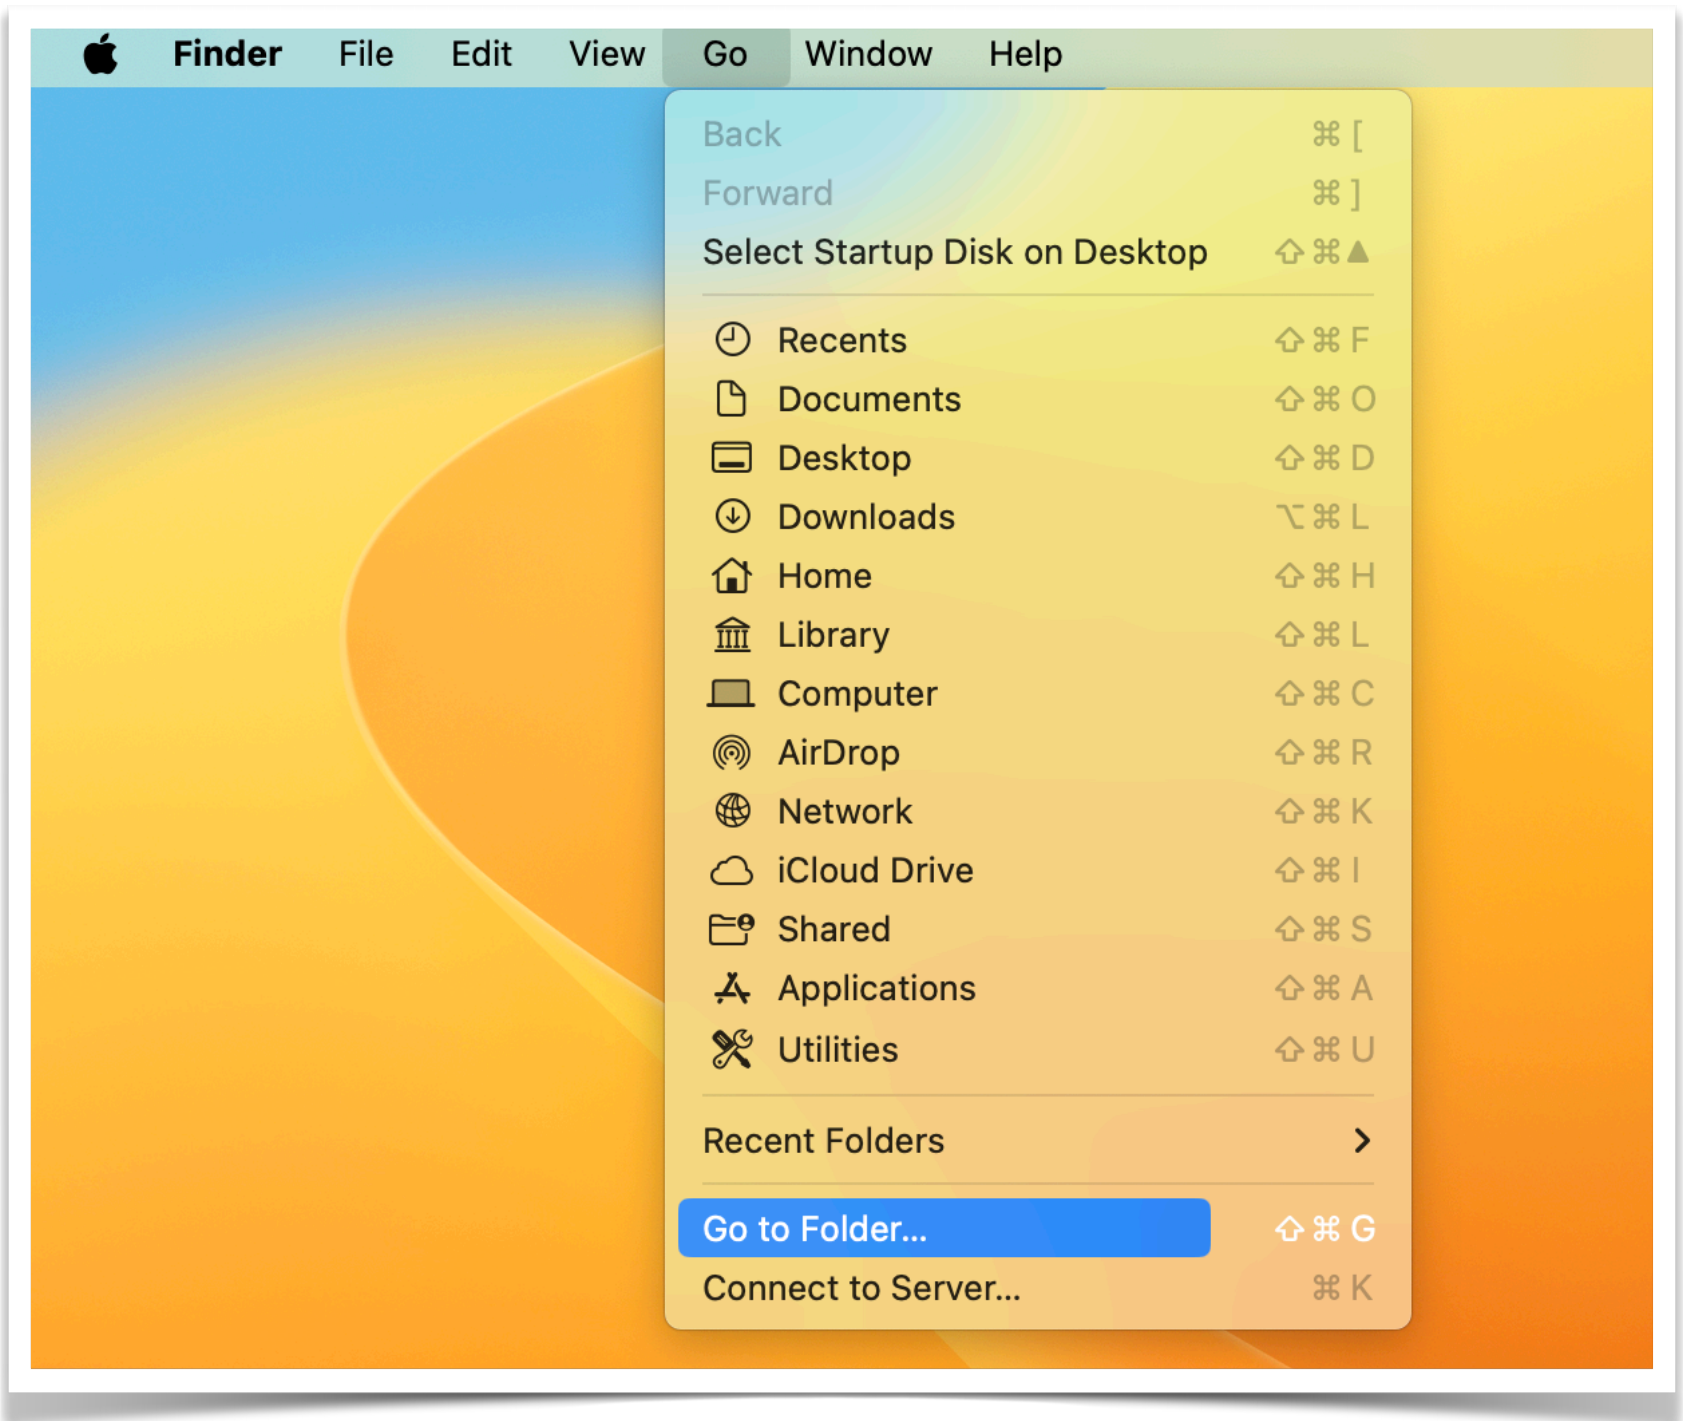 Finder File Edit View Go Window Help
Back ⌘ [
Forward ⌘ ]
Select Startup Disk on Desktop ⇧ ⌘ ▲
Recents ⇧ ⌘ F
Documents ⇧ ⌘ O
Desktop ⇧ ⌘ D
Downloads ⌥ ⌘ L
Home ⇧ ⌘ H
Library ⇧ ⌘ L
Computer ⇧ ⌘ C
AirDrop ⇧ ⌘ R
Network ⇧ ⌘ K
iCloud Drive ⇧ ⌘ I
Shared ⇧ ⌘ S
Applications ⇧ ⌘ A
Utilities ⇧ ⌘ U
Recent Folders
Go to Folder... ⇧ ⌘ G
Connect to Server... ⌘ K